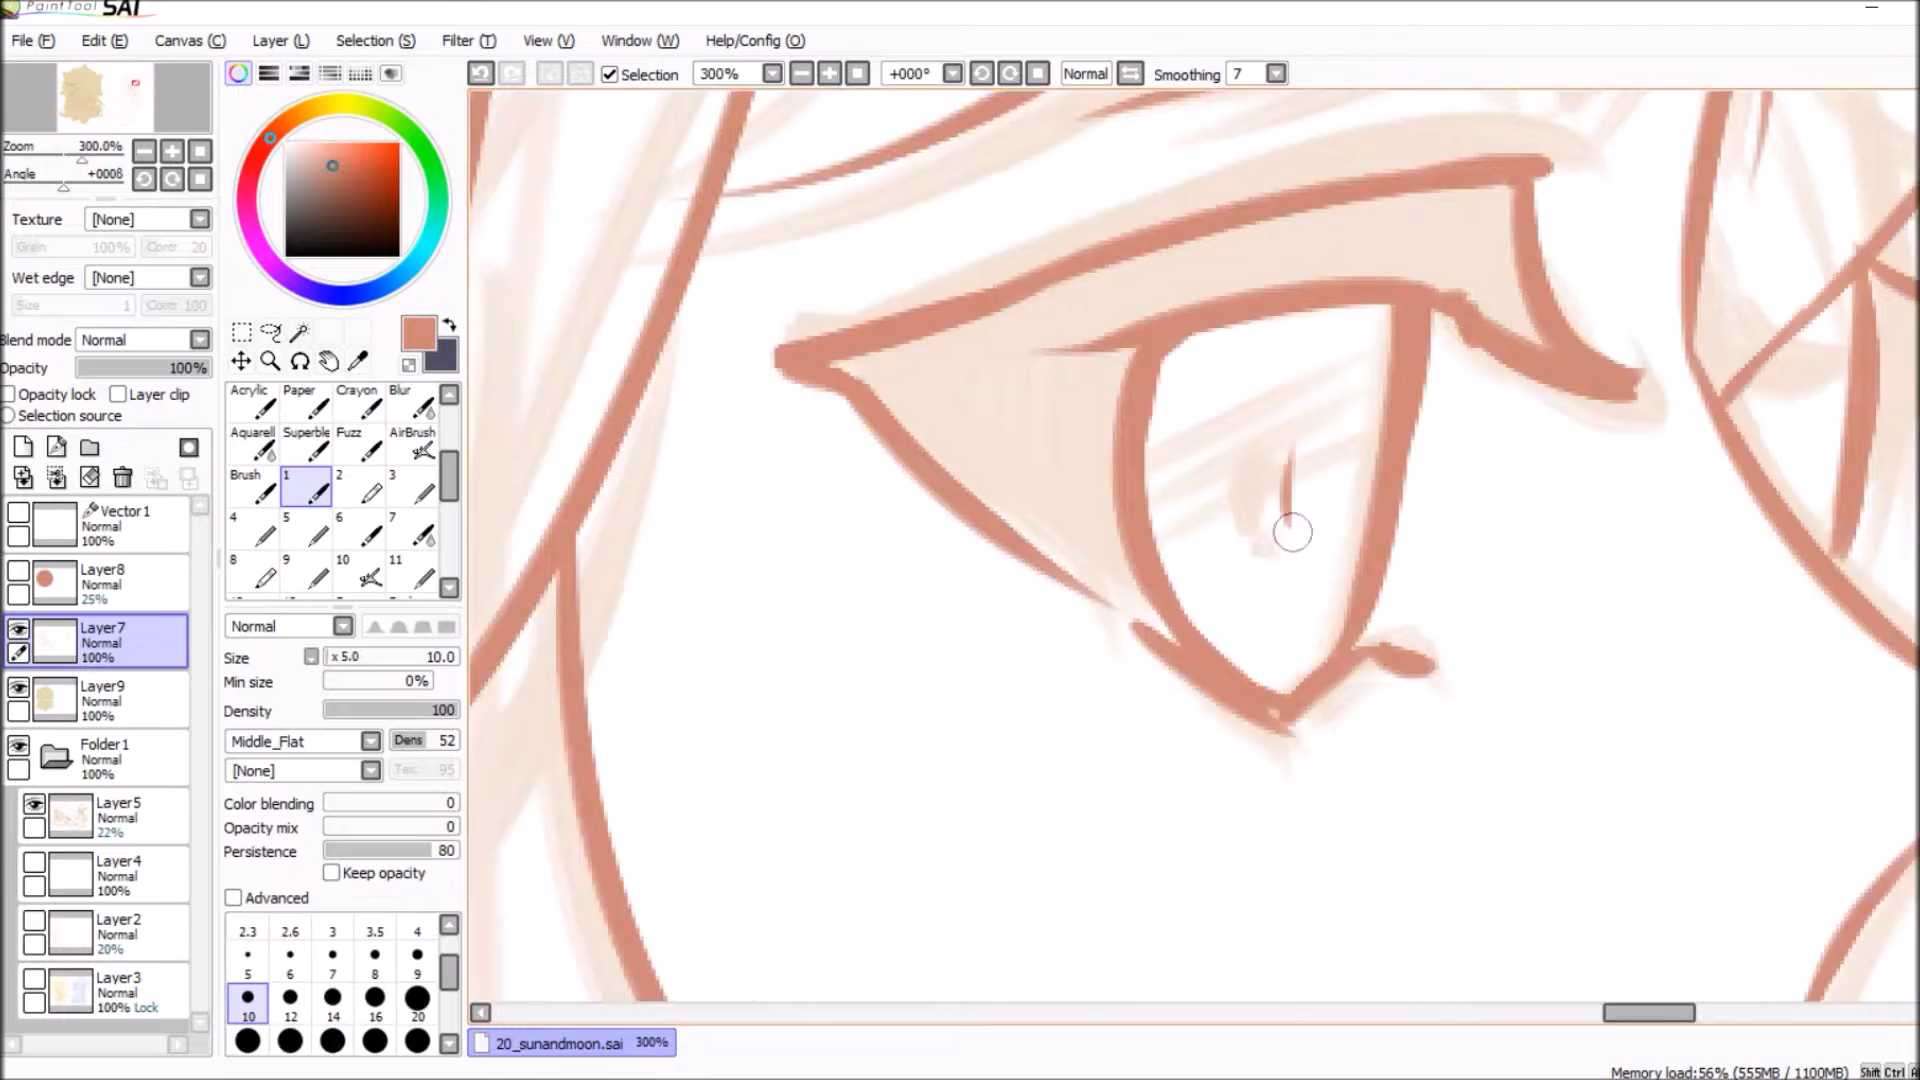 PaintTool SAI
File (F) Edit (E) Canvas (C) Layer (L) Selection (S) Filter (T) View (V) Window (W) Help/Config (O)
Selection 300% +000° Normal Smoothing 7
Zoom 300.0%
Angle +000ß
Texture [None]
Grain 100% Contr 20
Wet edge [None]
Size 1 Contr 100
Blend mode Normal
Opacity 100%
Opacity lock Layer clip
Selection source
Vector1
Normal
100%
Layer8
Normal
25%
Layer7
Normal
100%
Layer9
Normal
100%
Folder1
Normal
100%
Layer5
Normal
22%
Layer4
Normal
100%
Layer2
Normal
20%
Layer3
Normal
100% Lock
Acrylic Paper Crayon Blur
Aquarell Superble Fuzz AirBrush
Brush 1 2 3
4 5 6 7
8 9 10 11
Normal
Size x 5.0 10.0
Min size 0%
Density 100
Middle_Flat Dens 52
[None] Tex: 95
Color blending 0
Opacity mix 0
Persistence 80
Keep opacity
Advanced
2.3 2.6 3 3.5 4
5 6 7 8 9
10 12 14 16 20
20_sunandmoon.sai 300%
Memory load:56% (555MB / 1100MB) Shft Ctrl A